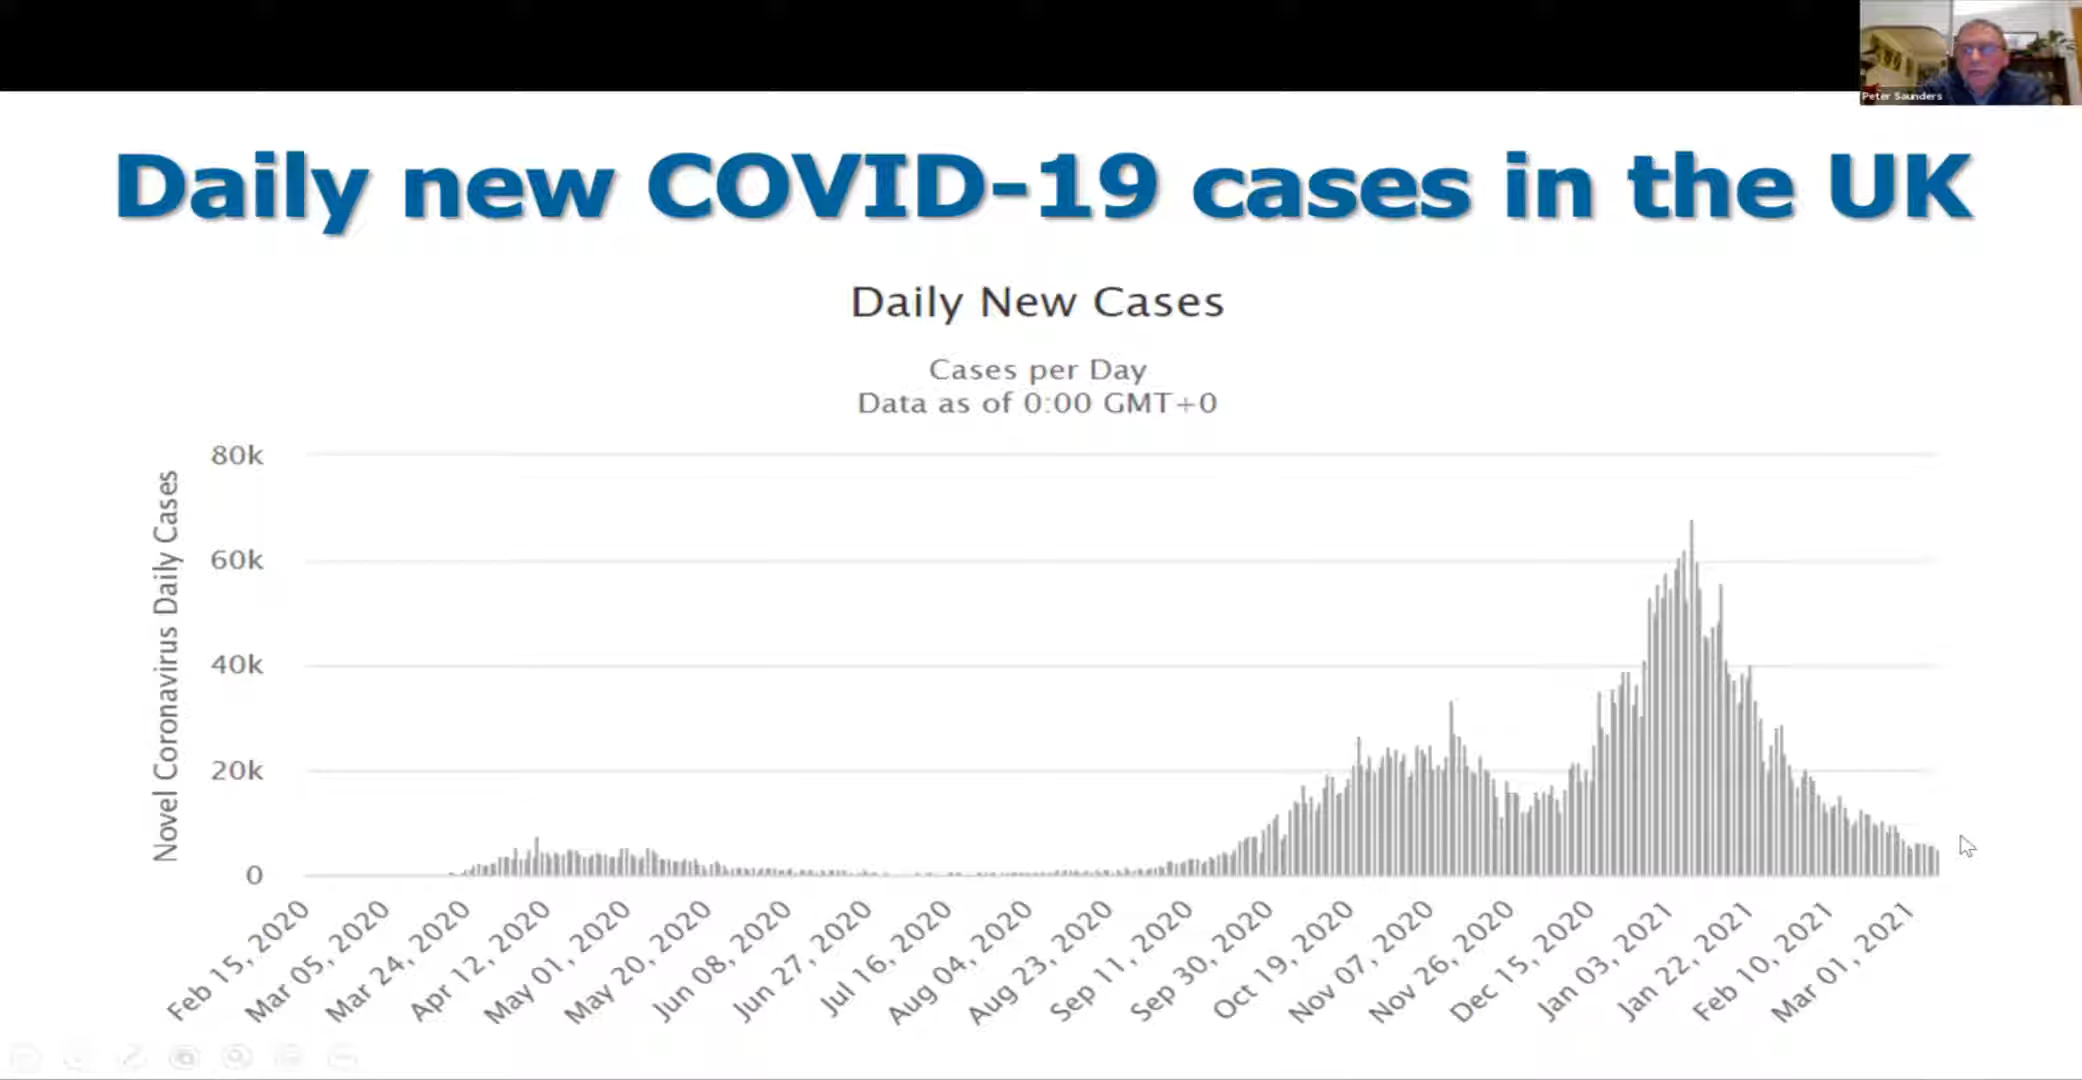 Peter Saunders
Daily new COVID-19 cases in the UK
Daily New Cases
Cases per Day
Data as of 0:00 GMT+0
Novel Coronavirus Daily Cases
80k
60k
40k
20k
0
Feb 15, 2020
Mar 05, 2020
Mar 24, 2020
Apr 12, 2020
May 01, 2020
May 20, 2020
Jun 08, 2020
Jun 27, 2020
Jul 16, 2020
Aug 04, 2020
Aug 23, 2020
Sep 11, 2020
Sep 30, 2020
Oct 19, 2020
Nov 07, 2020
Nov 26, 2020
Dec 15, 2020
Jan 03, 2021
Jan 22, 2021
Feb 10, 2021
Mar 01, 2021